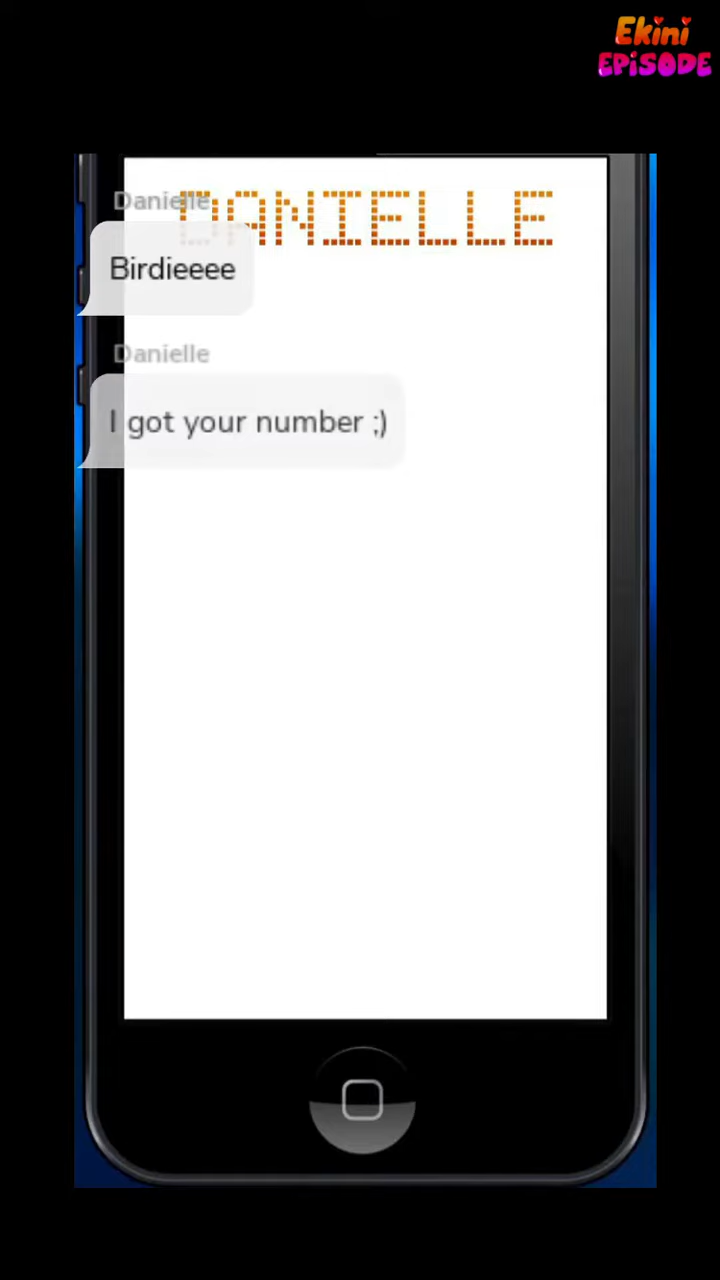 Ekini
EPiSODE
DANIELLE
Danielle
Birdieeee
Danielle
I got your number ;)